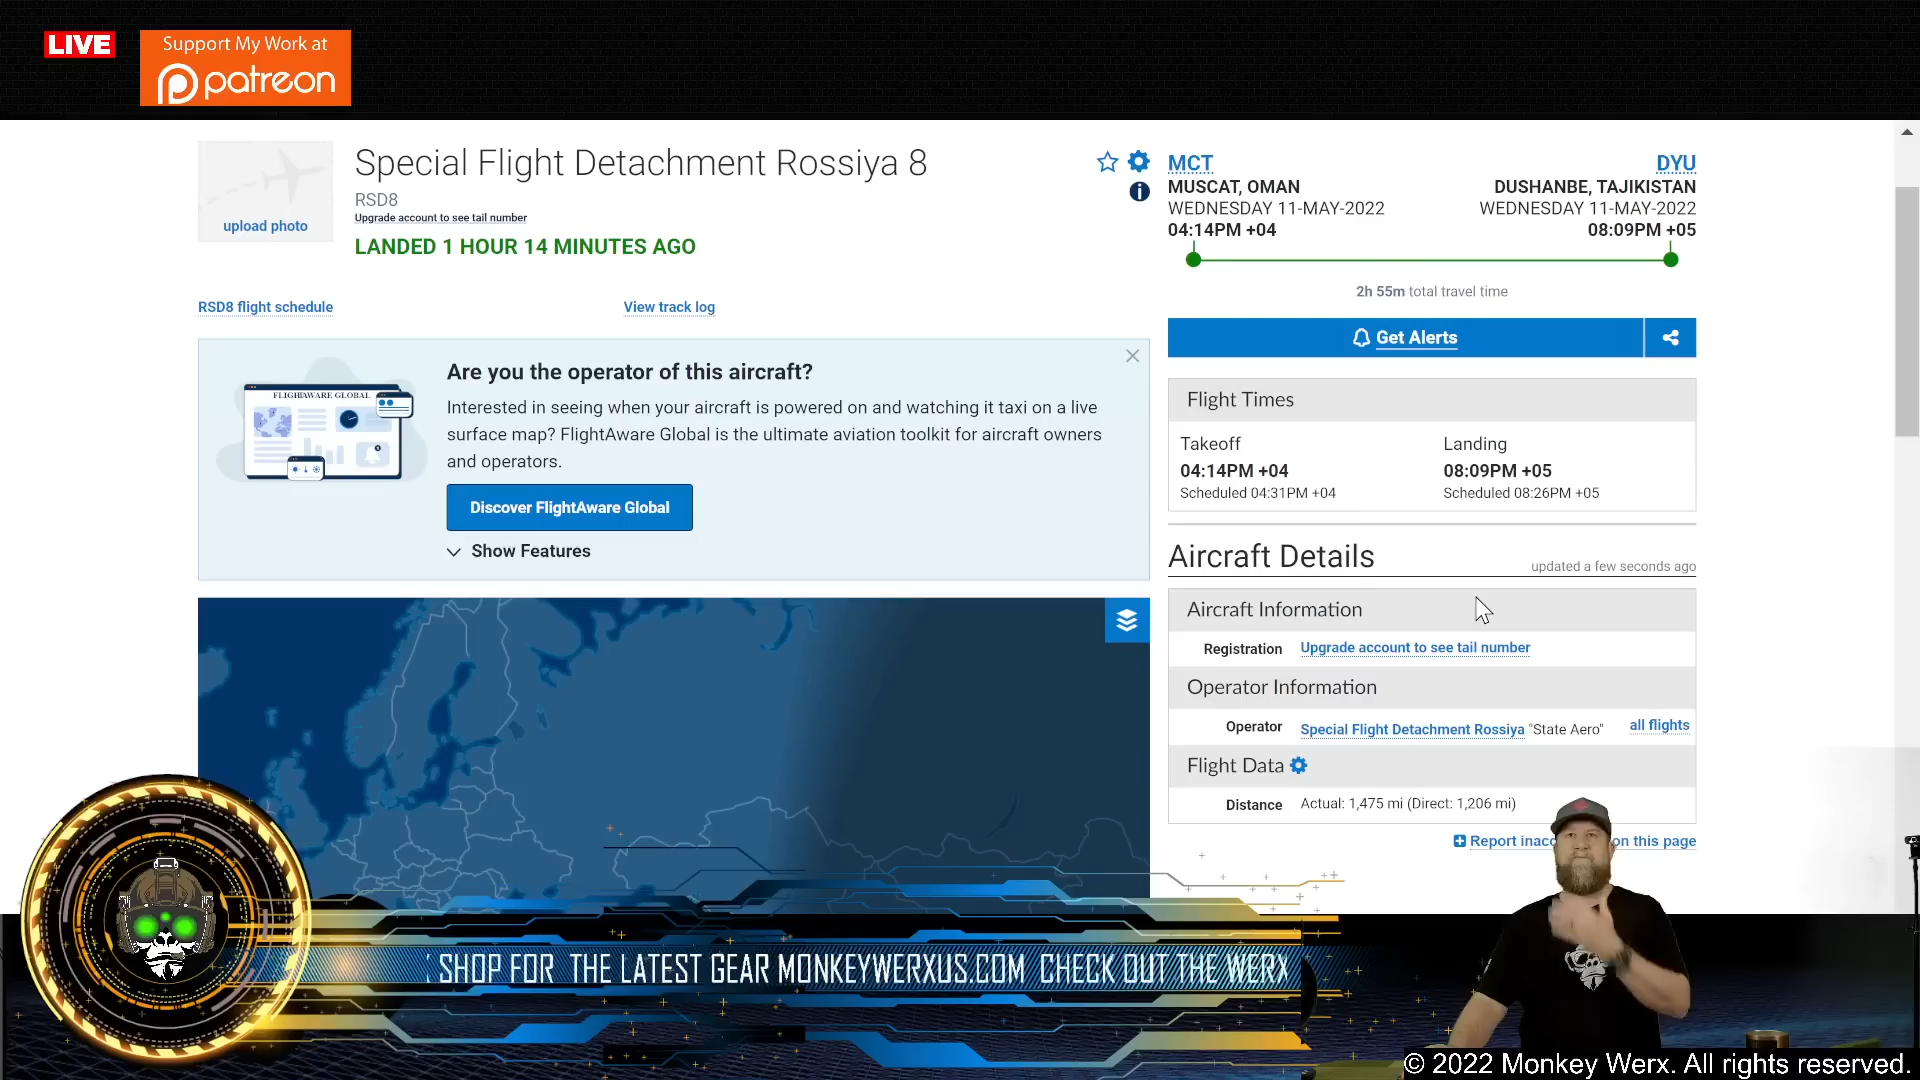 LIVE
Support My Work at
patreon
upload photo
Special Flight Detachment Rossiya 8
RSD8
Upgrade account to see tail number
LANDED 1 HOUR 14 MINUTES AGO
RSD8 flight schedule
View track log
MCT
MUSCAT, OMAN
WEDNESDAY 11-MAY-2022
04:14PM +04
DYU
DUSHANBE, TAJIKISTAN
WEDNESDAY 11-MAY-2022
08:09PM +05
2h 55m total travel time
Get Alerts
FLIGHTAWARE GLOBAL
Are you the operator of this aircraft?
Interested in seeing when your aircraft is powered on and watching it taxi on a live
surface map? FlightAware Global is the ultimate aviation toolkit for aircraft owners
and operators.
Discover FlightAware Global
Show Features
Flight Times
Takeoff
04:14PM +04
Scheduled 04:31PM +04
Landing
08:09PM +05
Scheduled 08:26PM +05
Aircraft Details
updated a few seconds ago
Aircraft Information
Registration Upgrade account to see tail number
Operator Information
Operator Special Flight Detachment Rossiya "State Aero" all flights
Flight Data
Distance Actual: 1,475 mi (Direct: 1,206 mi)
Report inac on this page
SHOP FOR THE LATEST GEAR MONKEYWERXUS.COM CHECK OUT THE WERX
© 2022 Monkey Werx. All rights reserved.